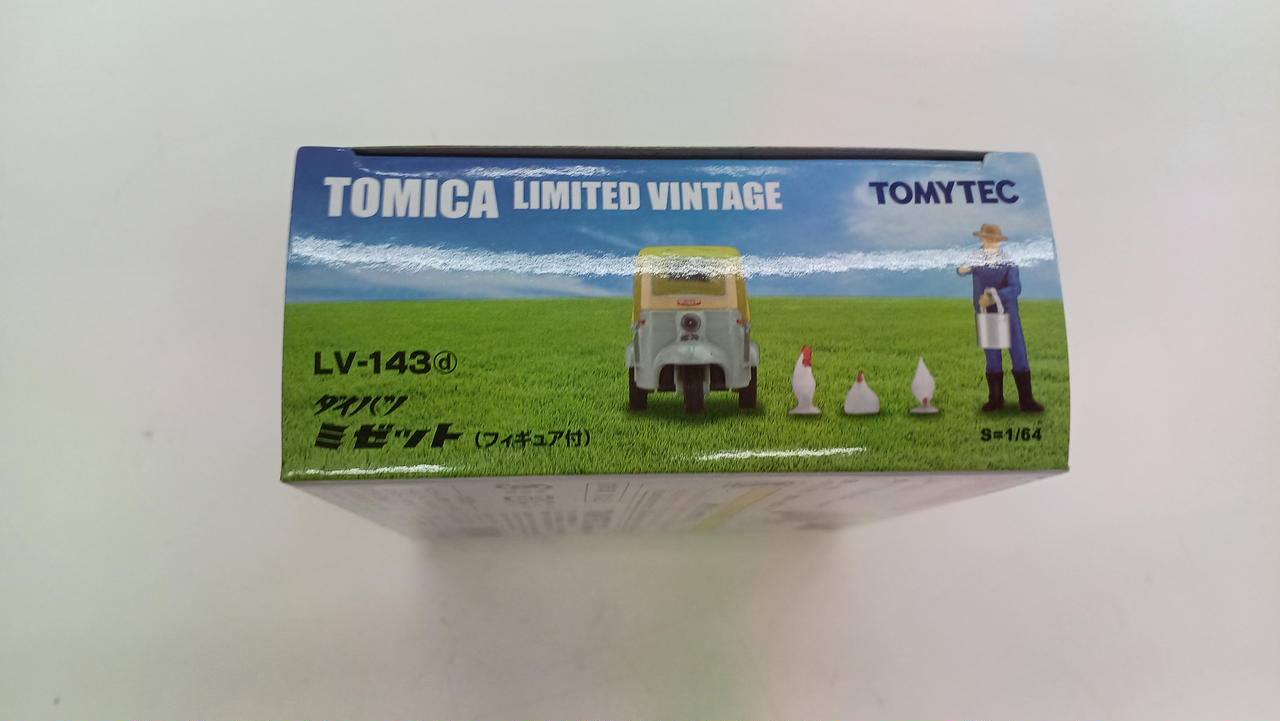 TOMICA LIMITED VINTAGE
TOMYTEC
LV-143ⓓ
ダイハツ
ミゼット(フィギュア付)
S=1/64